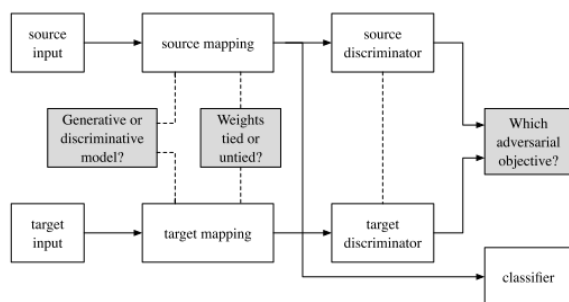 source
input
source mapping
source
discriminator
Generative or
discriminative
model?
Weights
tied or
untied?
Which
adversarial
objective?
target
input
target mapping
target
discriminator
classifier